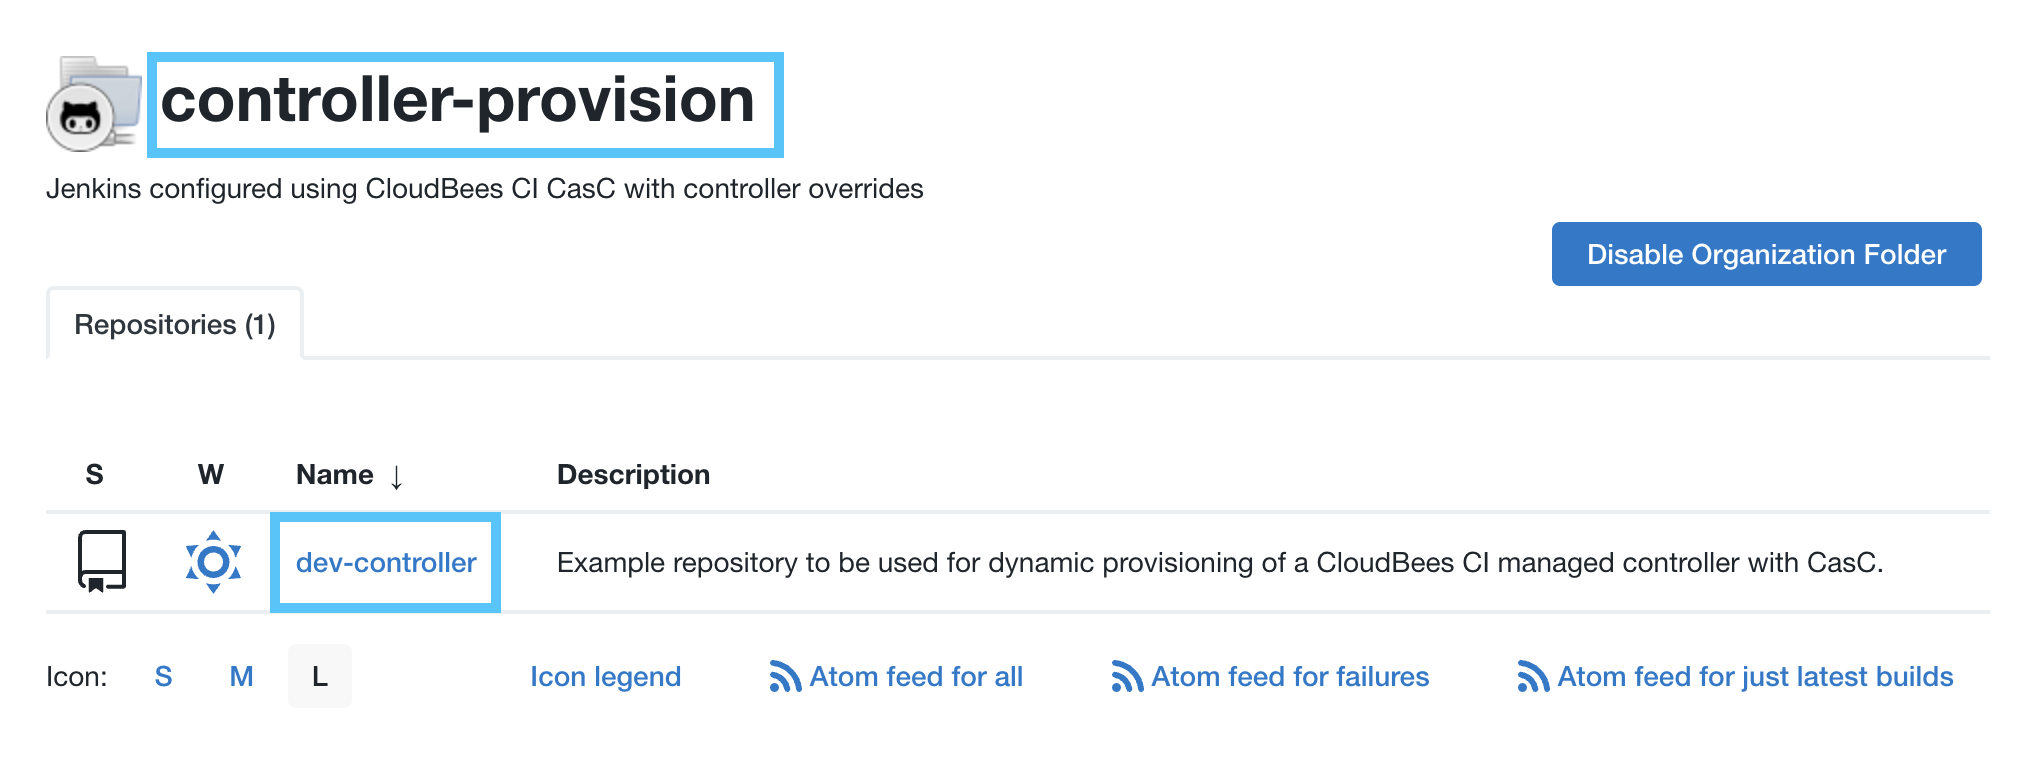 controller-provision
Jenkins configured using CloudBees CI CasC with controller overrides
Disable Organization Folder
Repositories (1)
S W Name ↓ Description
dev-controller Example repository to be used for dynamic provisioning of a CloudBees CI managed controller with CasC.
Icon: S M L Icon legend Atom feed for all Atom feed for failures Atom feed for just latest builds